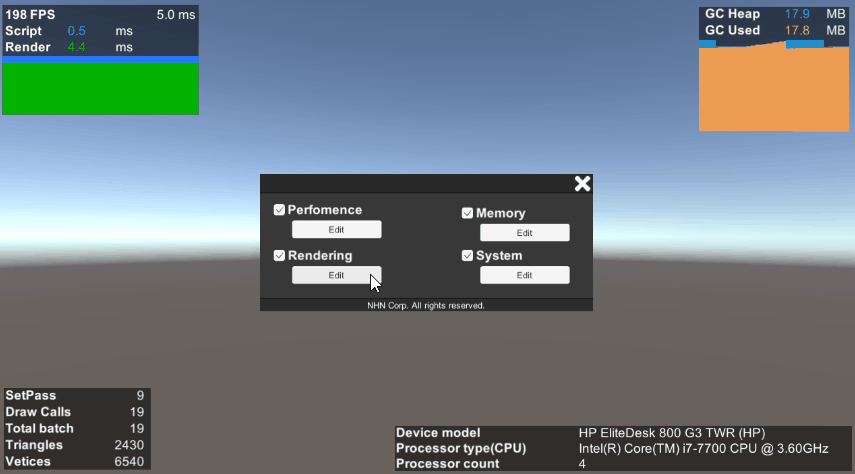 198 FPS 5.0 ms
Script 0.5 ms
Render 4.4 ms
GC Heap 17.9 MB
GC Used 17.8 MB
Perfomence
Edit
Memory
Edit
Rendering
Edit
System
Edit
NHN Corp. All rights reserved.
SetPass 9
Draw Calls 19
Total batch 19
Triangles 2430
Vetices 6540
Device model HP EliteDesk 800 G3 TWR (HP)
Processor type(CPU) Intel(R) Core(TM) i7-7700 CPU @ 3.60GHz
Processor count 4